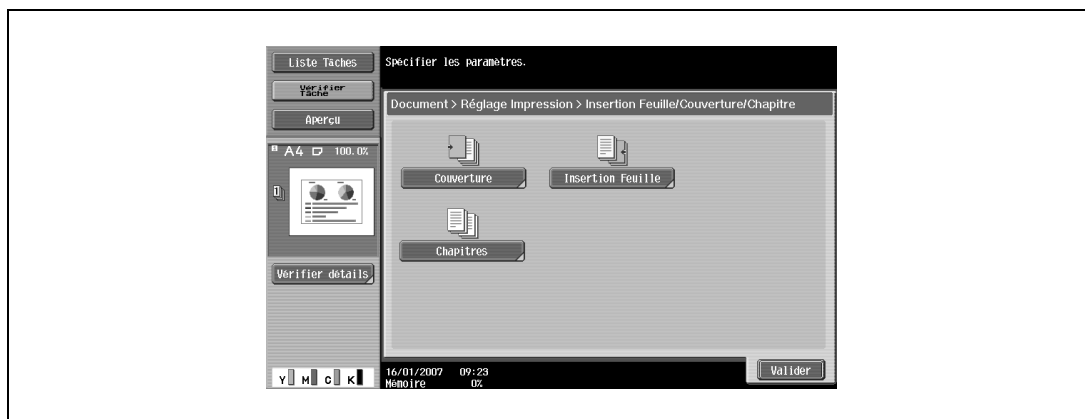 Liste Tâches
Spécifier les paramètres.
Vérifier
Tâche
Document > Réglage Impression > Insertion Feuille/Couverture/Chapitre
Aperçu
A4 100.0%
1
Couverture
Insertion Feuille
Chapitres
Vérifier détails
Valider
Y M C K
16/01/2007 09:23
Mémoire 0%